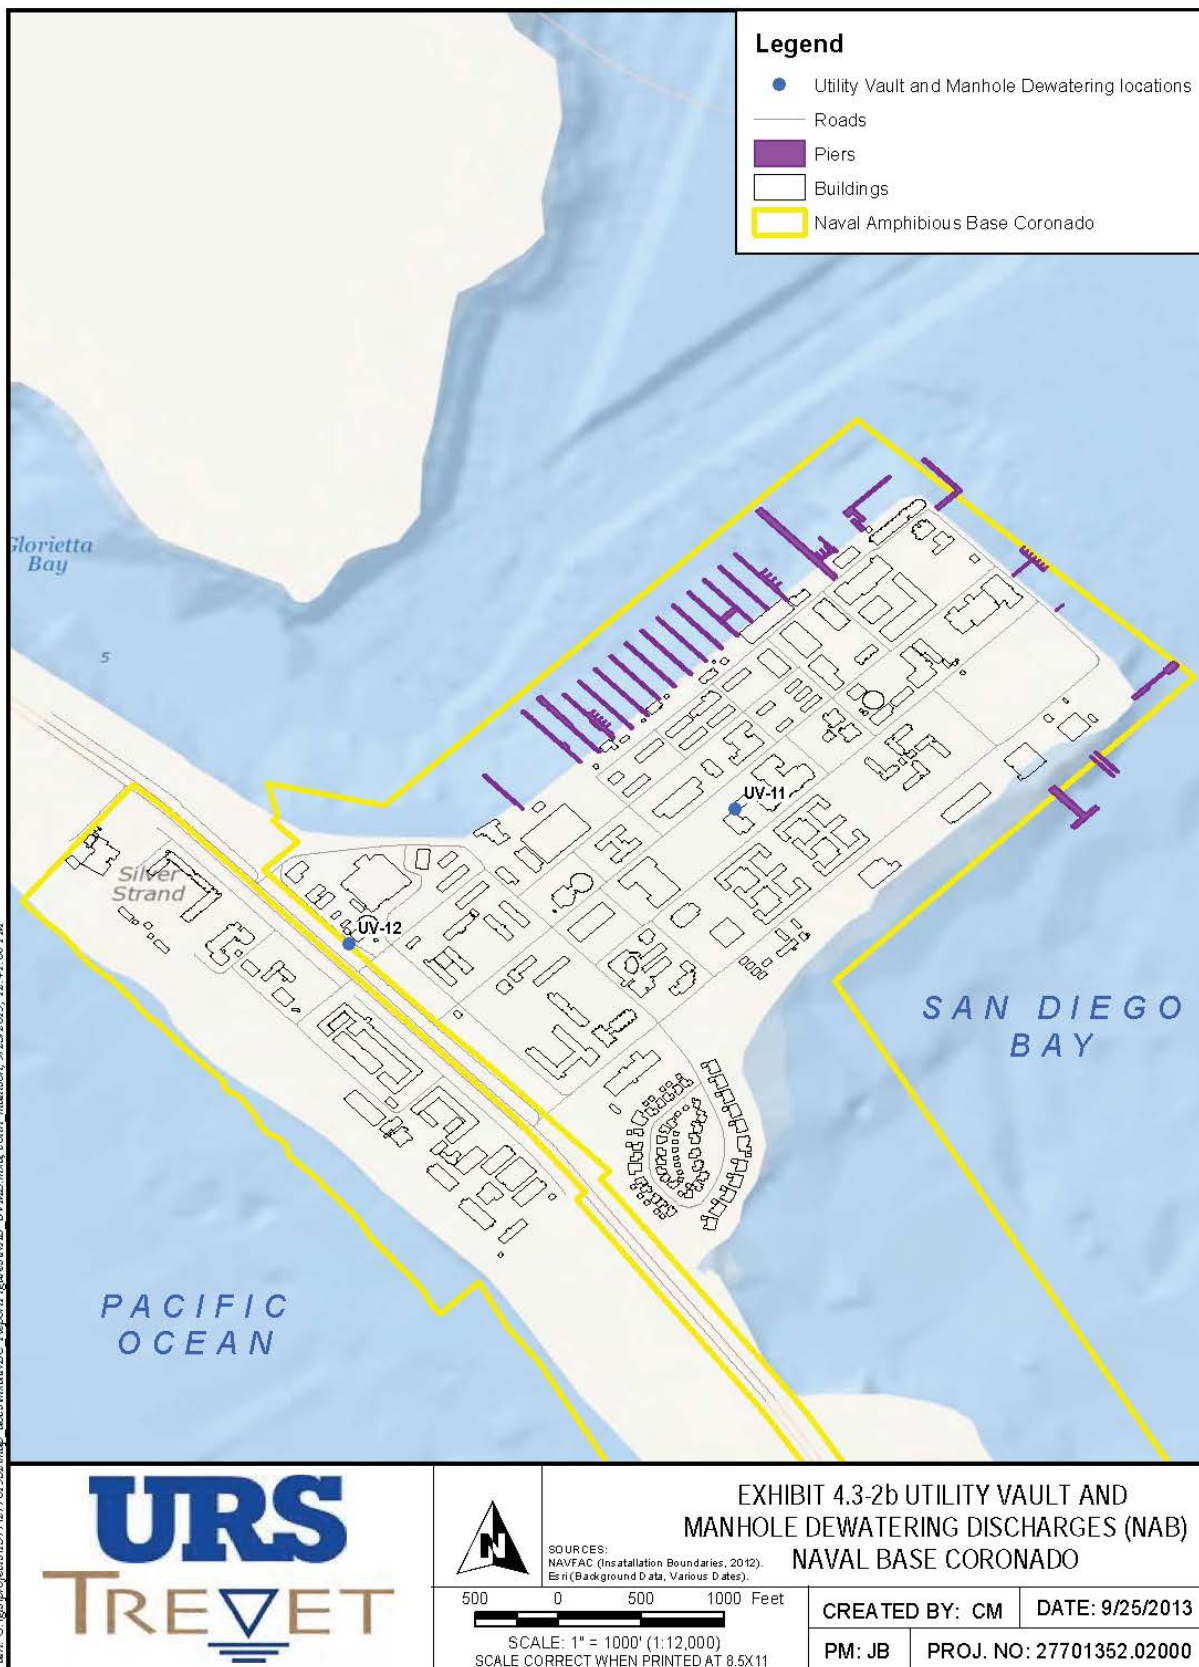 Legend
Utility Vault and Manhole Dewatering locations
Roads
Piers
Buildings
Naval Amphibious Base Coronado
Glorietta
Bay
5
UV-11
Silver
Strand
UV-12
SAN DIEGO
BAY
PACIFIC
OCEAN
URS
TREVET
N
SOURCES:
NAVFAC (Insatallation Boundaries, 2012).
Esri (Background Data, Various Dates).
EXHIBIT 4.3-2b UTILITY VAULT AND
MANHOLE DEWATERING DISCHARGES (NAB)
NAVAL BASE CORONADO
500 0 500 1000 Feet
SCALE: 1" = 1000' (1:12,000)
SCALE CORRECT WHEN PRINTED AT 8.5X11
CREATED BY: CM
DATE: 9/25/2013
PM: JB
PROJ. NO: 27701352.02000